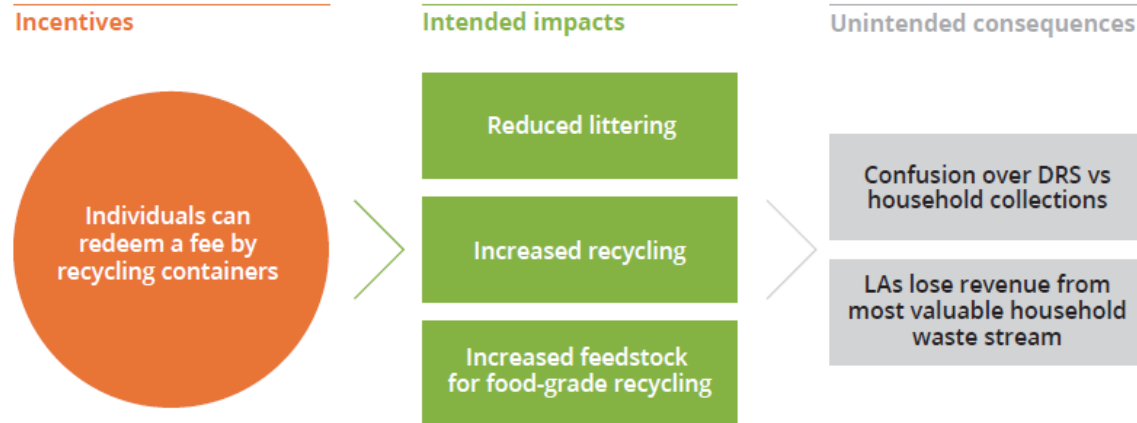 Incentives
Individuals can
redeem a fee by
recycling containers
Intended impacts
Reduced littering
Increased recycling
Increased feedstock
for food-grade recycling
Unintended consequences
Confusion over DRS vs
household collections
LAs lose revenue from
most valuable household
waste stream